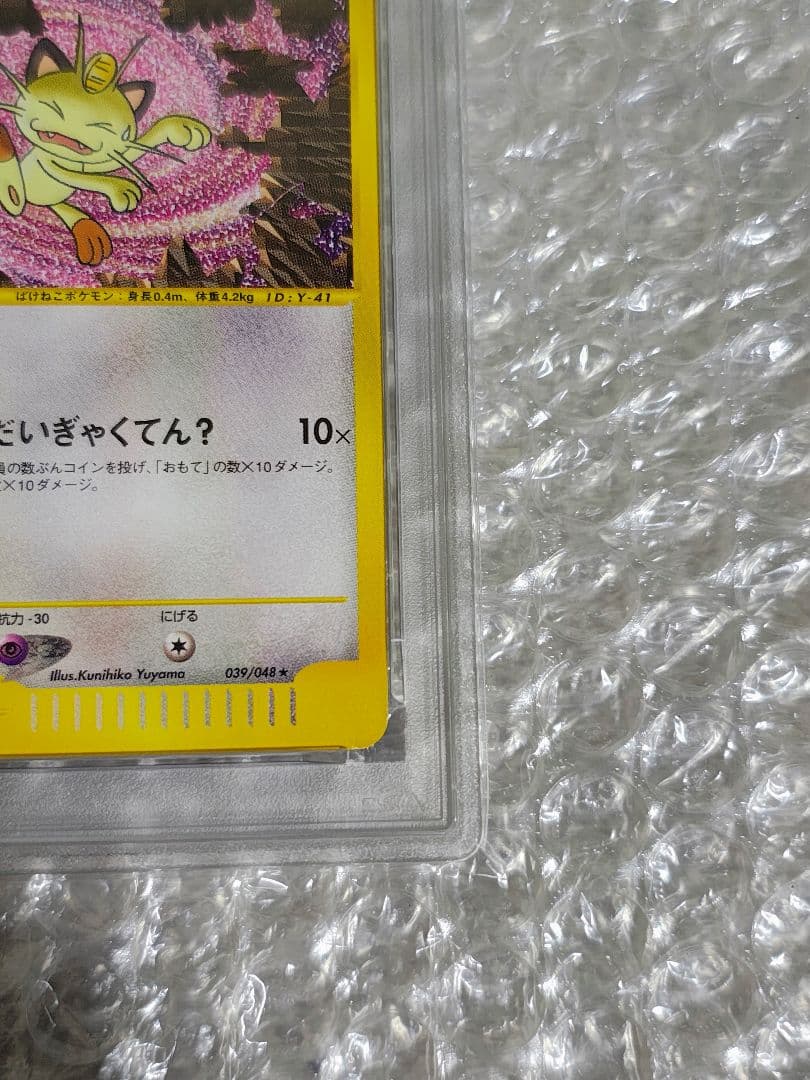 ばけねこポケモン：身長0.4m、体重4.2kg ID:Y-41
だいぎゃくてん？ 10×
員の数ぶんコインを投げ、「おもて」の数×10ダメージ。
×10ダメージ。
抗力 -30 にげる
Illus.Kunihiko Yuyama 039/048★